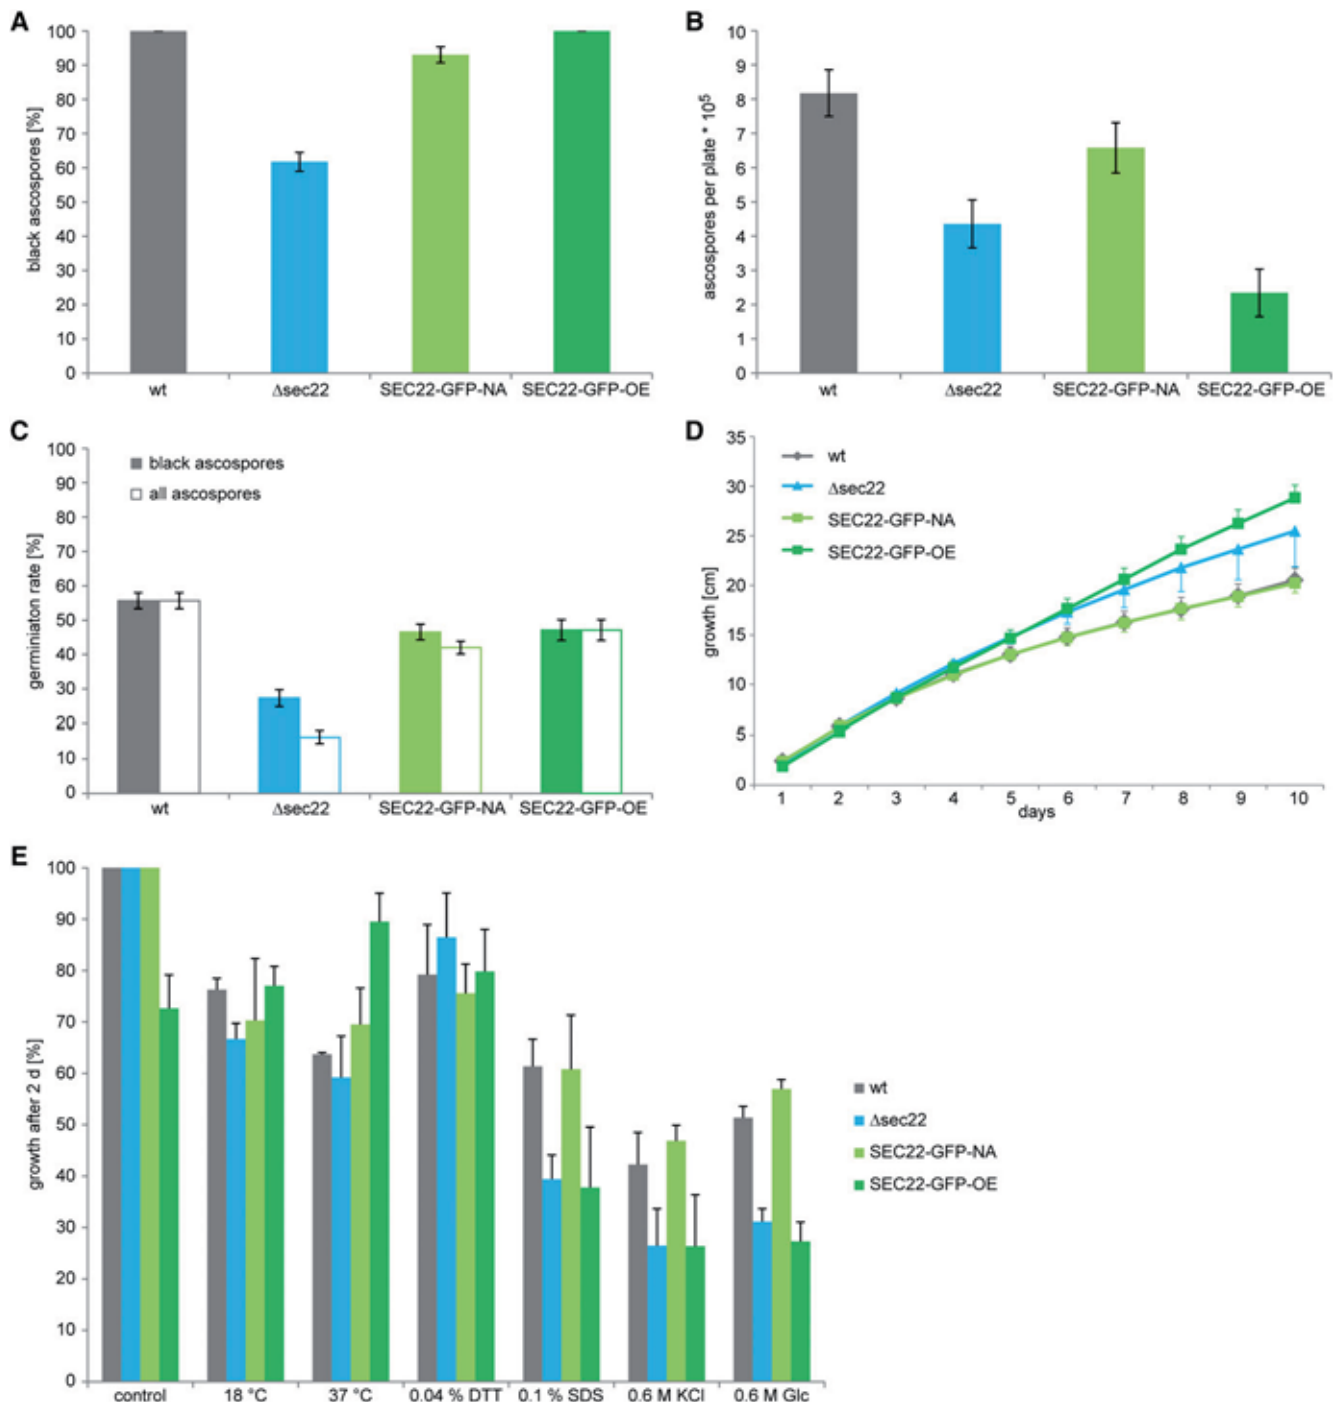 A
black ascospores [%]
100
90
80
70
60
50
40
30
20
10
0
wt Δsec22 SEC22-GFP-NA SEC22-GFP-OE
B
ascospores per plate * 10⁵
10
9
8
7
6
5
4
3
2
1
0
wt Δsec22 SEC22-GFP-NA SEC22-GFP-OE
C
germiniaton rate [%]
100
90
80
70
60
50
40
30
20
10
0
black ascospores
all ascospores
wt Δsec22 SEC22-GFP-NA SEC22-GFP-OE
D
growth [cm]
35
30
25
20
15
10
5
0
wt
Δsec22
SEC22-GFP-NA
SEC22-GFP-OE
1 2 3 4 5 6 7 8 9 10
days
E
growth after 2 d [%]
100
90
80
70
60
50
40
30
20
10
0
control 18 °C 37 °C 0.04 % DTT 0.1 % SDS 0.6 M KCl 0.6 M Glc
wt
Δsec22
SEC22-GFP-NA
SEC22-GFP-OE